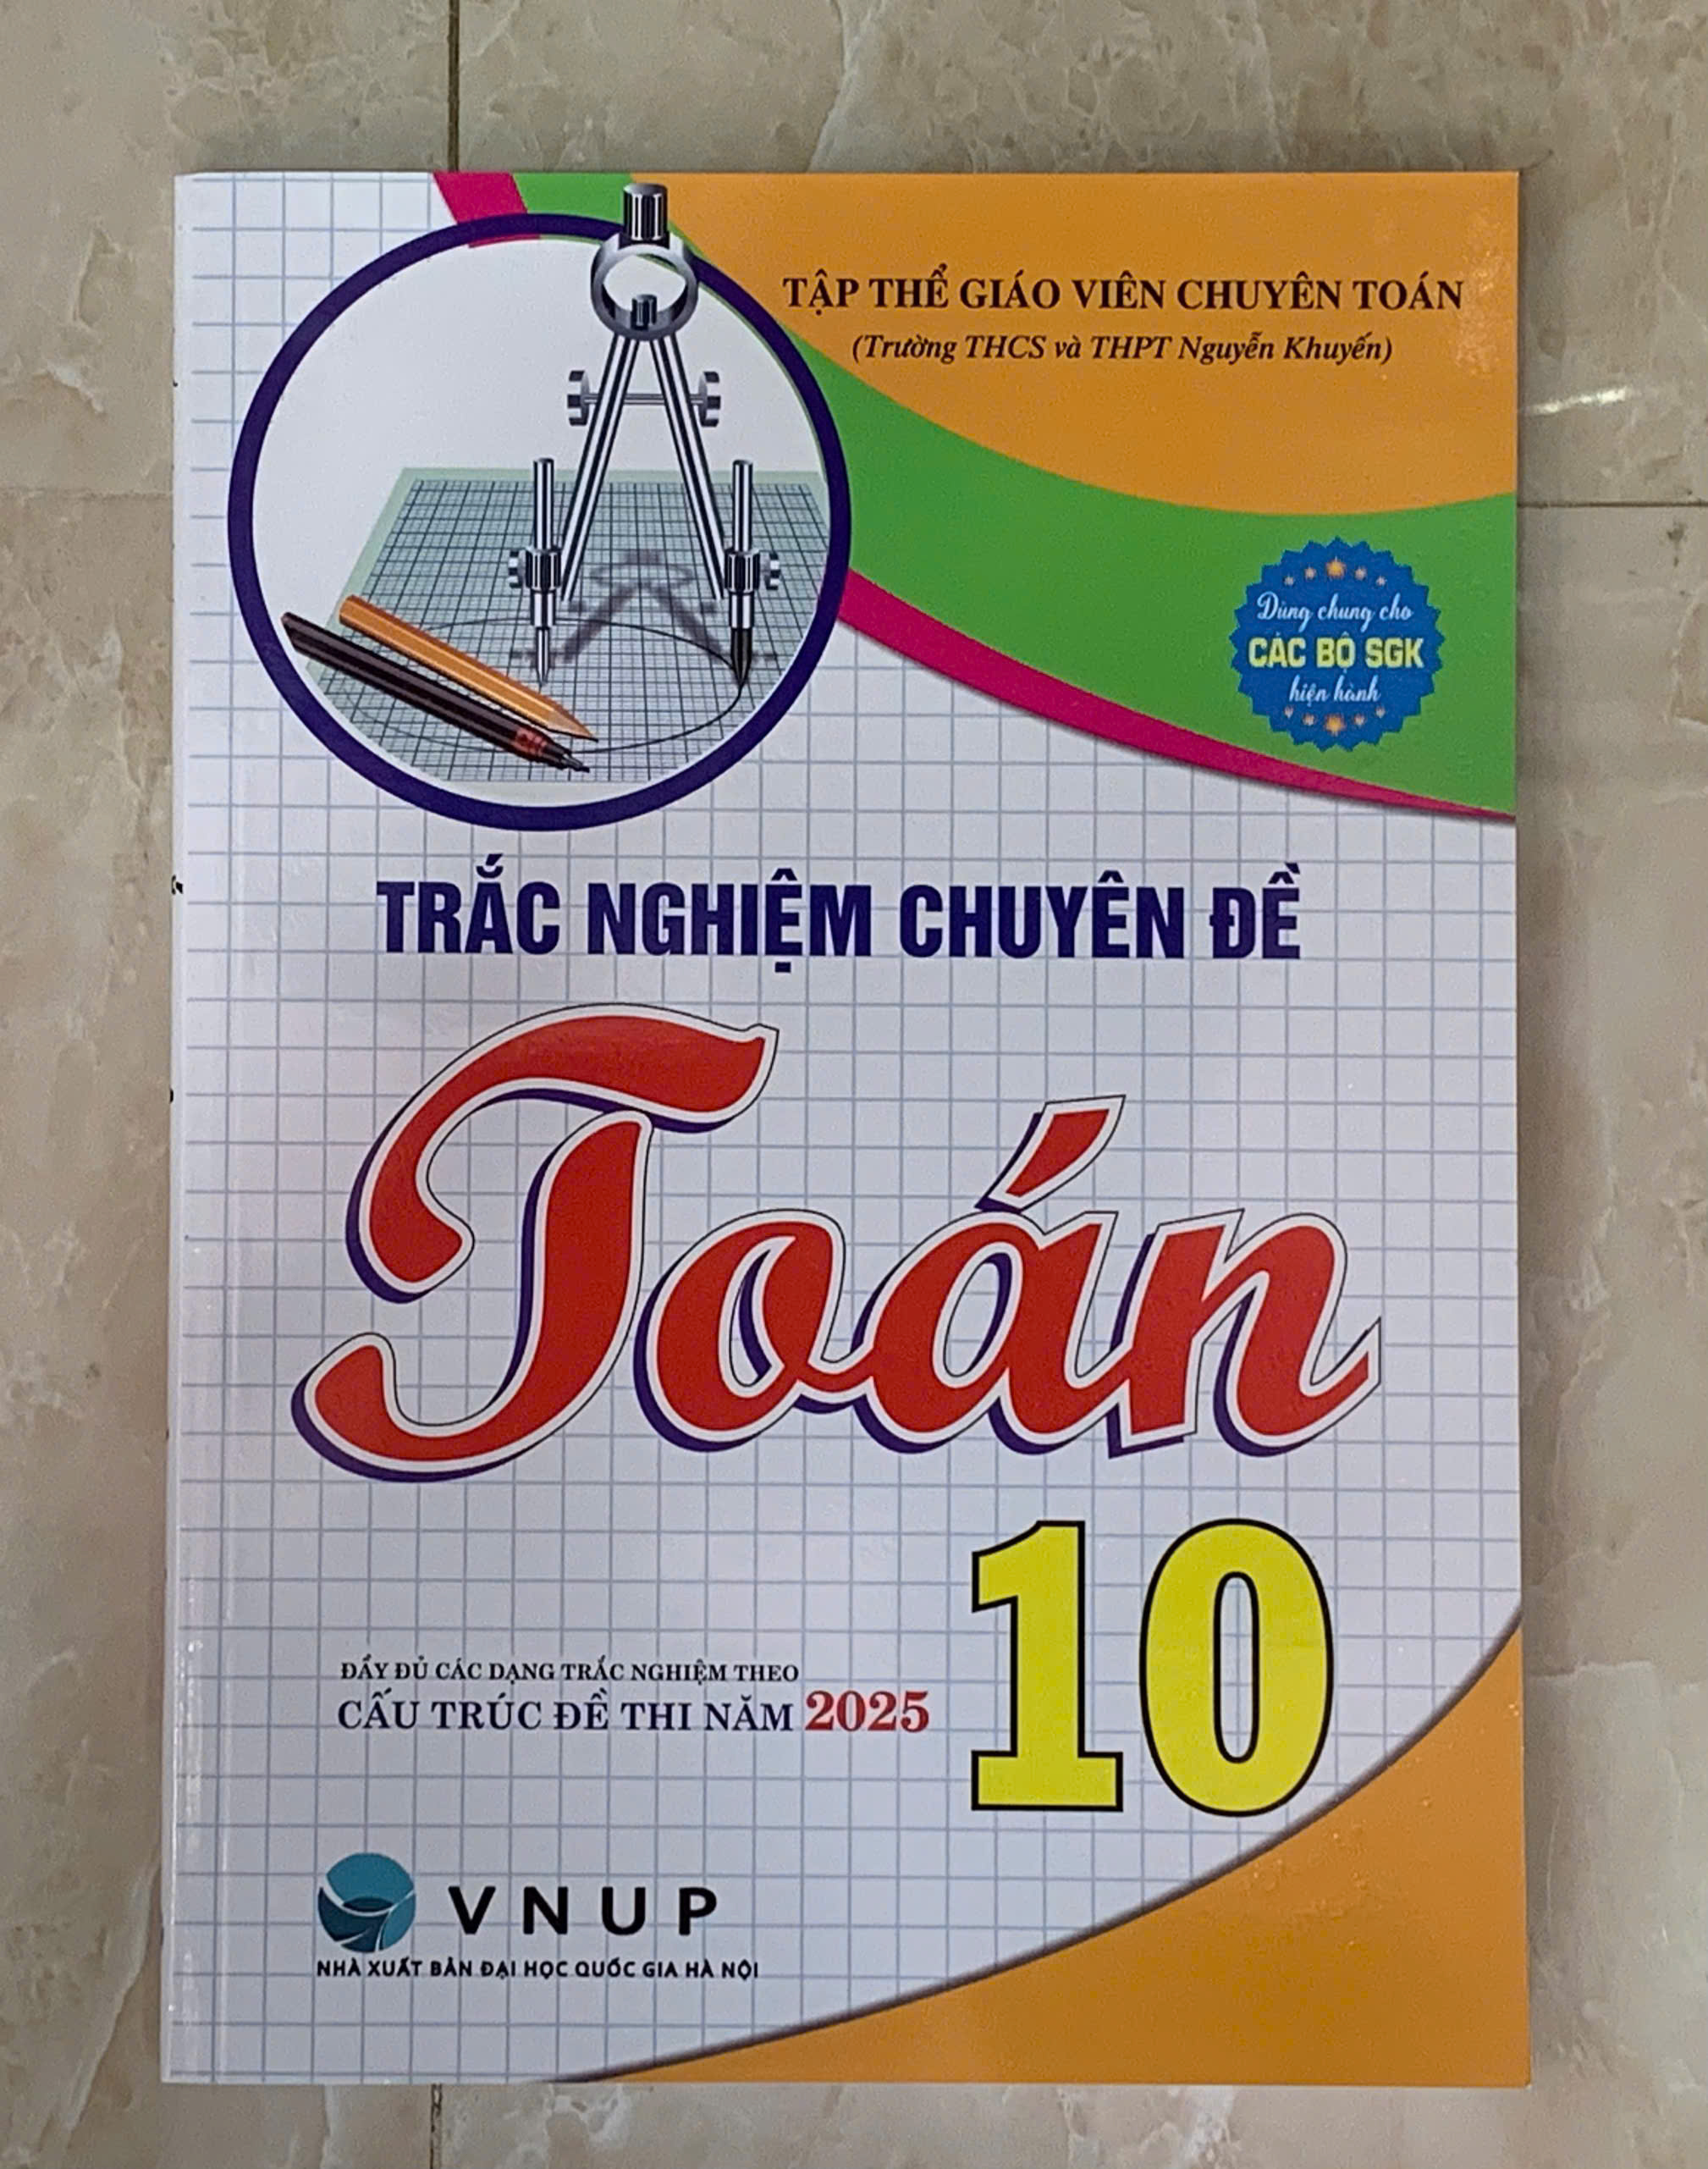 TẬP THỂ GIÁO VIÊN CHUYÊN TOÁN
(Trường THCS và THPT Nguyễn Khuyến)
Dùng chung cho
CÁC BỘ SGK
hiện hành
TRẮC NGHIỆM CHUYÊN ĐỀ
Toán
10
ĐẦY ĐỦ CÁC DẠNG TRẮC NGHIỆM THEO
CẤU TRÚC ĐỀ THI NĂM 2025
VNUP
NHÀ XUẤT BẢN ĐẠI HỌC QUỐC GIA HÀ NỘI